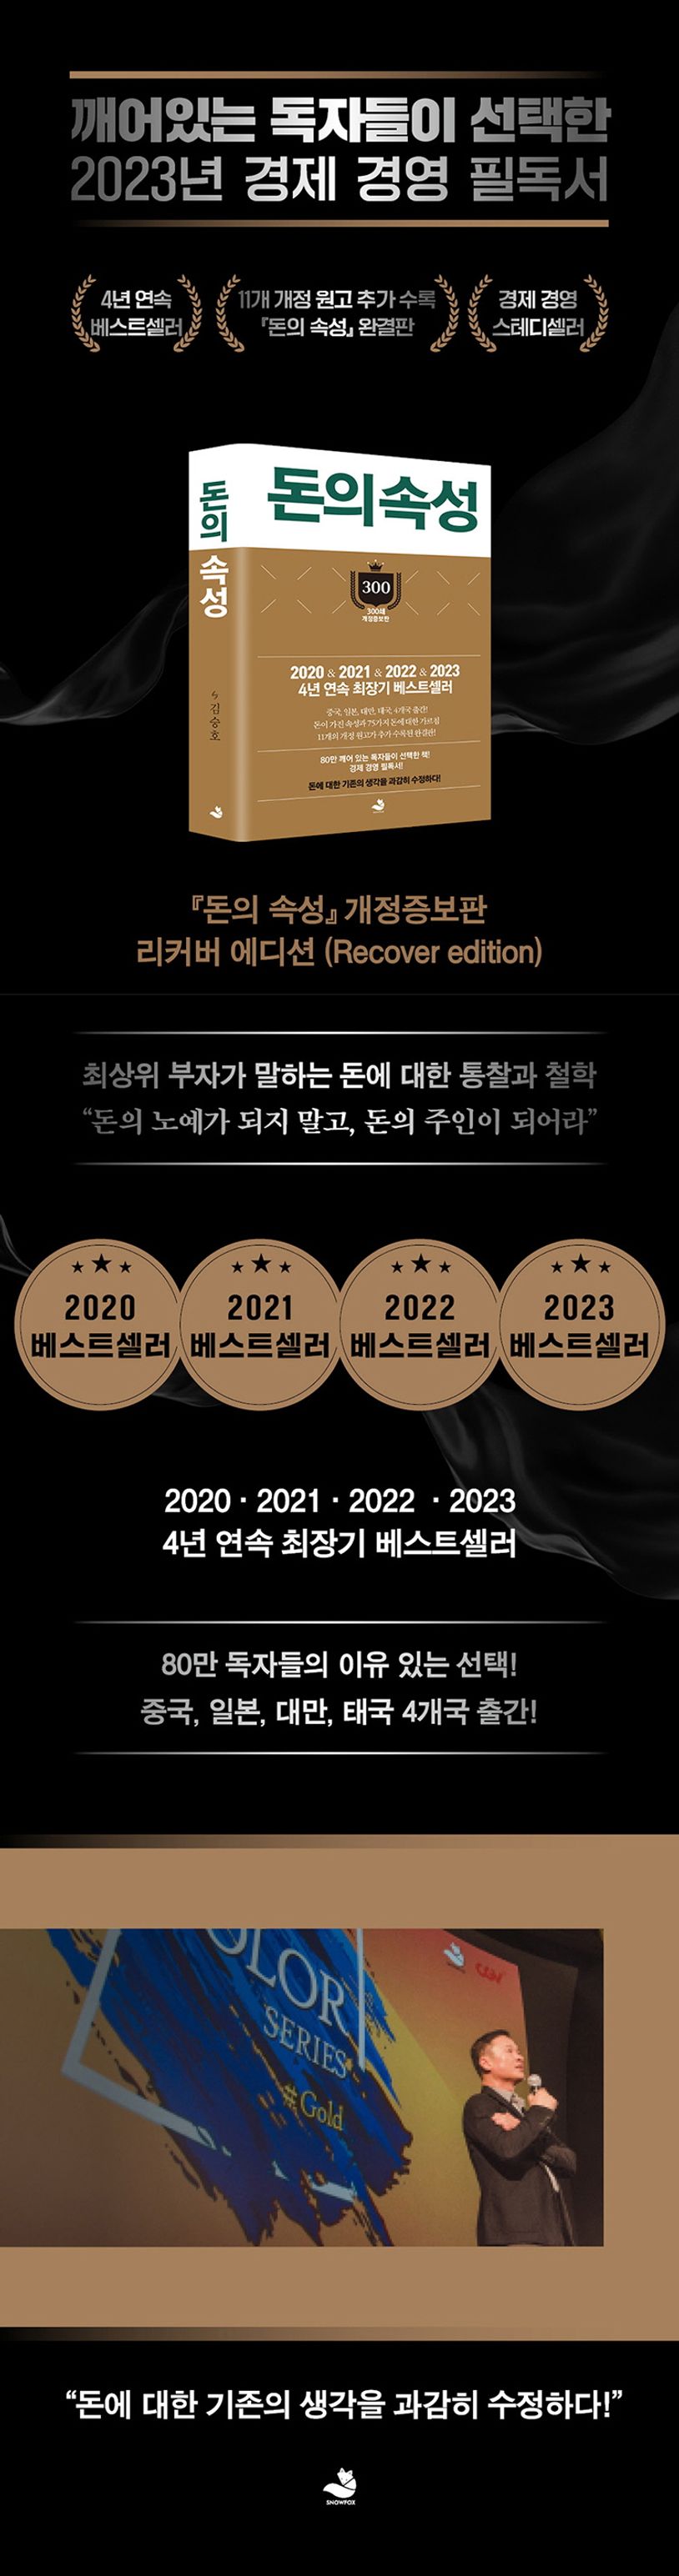 깨어있는 독자들이 선택한
2023년 경제 경영 필독서
4년 연속
베스트셀러
11개 개정 원고 추가 수록
『돈의 속성』 완결판
경제 경영
스테디셀러
돈의 속성
김승호
돈의 속성
300
300쇄
개정증보판
2020 & 2021 & 2022 & 2023
4년 연속 최장기 베스트셀러
중국, 일본, 대만, 태국, 4개국 출간!
돈이 가진 속성과 75가지 돈에 대한 가르침
11개의 개정 원고가 추가 수록된 완결판!
80만 깨어 있는 독자들이 선택한 책!
경제 경영 필독서!
돈에 대한 기존의 생각을 과감히 수정하다!
『돈의 속성』 개정증보판
리커버 에디션 (Recover edition)
최상위 부자가 말하는 돈에 대한 통찰과 철학
“돈의 노예가 되지 말고, 돈의 주인이 되어라”
2020
베스트셀러
2021
베스트셀러
2022
베스트셀러
2023
베스트셀러
2020 · 2021 · 2022 · 2023
4년 연속 최장기 베스트셀러
80만 독자들의 이유 있는 선택!
중국, 일본, 대만, 태국 4개국 출간!
OLOR
SERIES
#Gold
“돈에 대한 기존의 생각을 과감히 수정하다!”
SNOWFOX